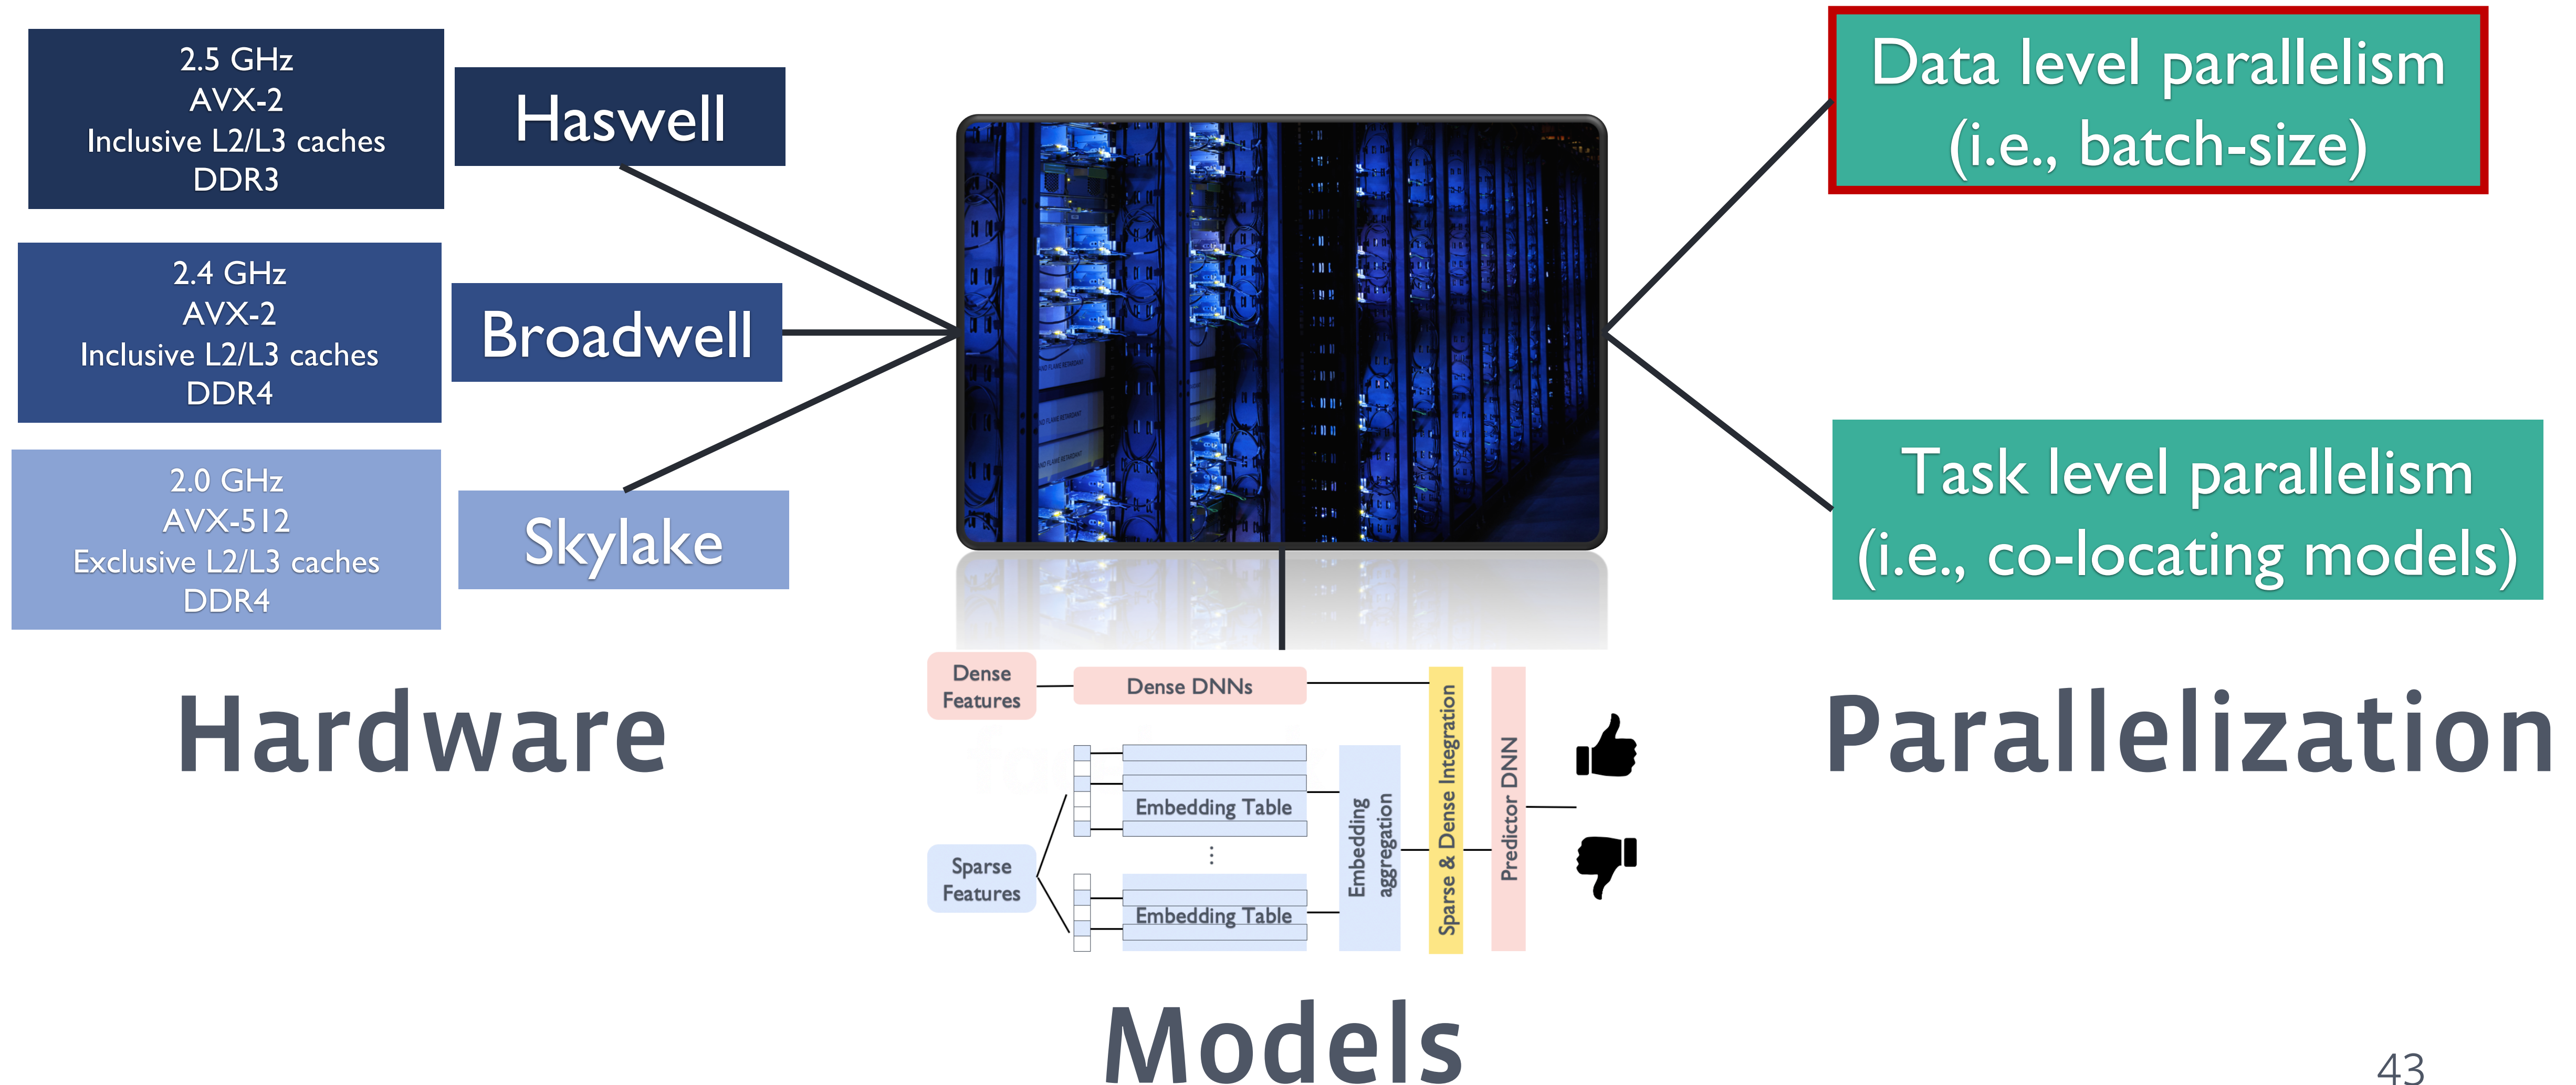 2.5 GHz
AVX-2
Inclusive L2/L3 caches
DDR3
Haswell
2.4 GHz
AVX-2
Inclusive L2/L3 caches
DDR4
Broadwell
2.0 GHz
AVX-512
Exclusive L2/L3 caches
DDR4
Skylake
Hardware
Data level parallelism
(i.e., batch-size)
Task level parallelism
(i.e., co-locating models)
Parallelization
Dense
Features
Dense DNNs
Sparse
Features
Embedding Table
⋮
Embedding Table
Embedding
aggregation
Sparse & Dense Integration
Predictor DNN
Models
43